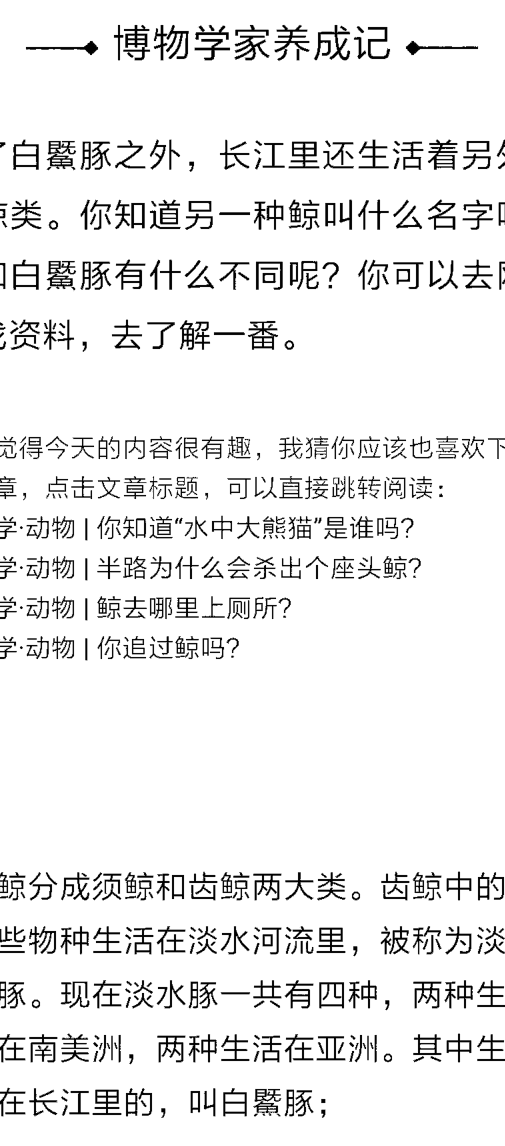 博物学家养成记
了白鱀豚之外，长江里还生活着另外
类。你知道另一种鲸叫什么名字
白鱀豚有什么不同呢？你可以去网
找资料，去了解一番。
觉得今天的内容很有趣，我猜你应该也喜欢下
章，点击文章标题，可以直接跳转阅读：
学·动物 | 你知道“水中大熊猫”是谁吗？
学·动物 | 半路为什么会杀出个座头鲸？
学·动物 | 鲸去哪里上厕所？
学·动物 | 你追过鲸吗？
鲸分成须鲸和齿鲸两大类。齿鲸中的
些物种生活在淡水河流里，被称为淡
豚。现在淡水豚一共有四种，两种生
在南美洲，两种生活在亚洲。其中生
在长江里的，叫白鱀豚；